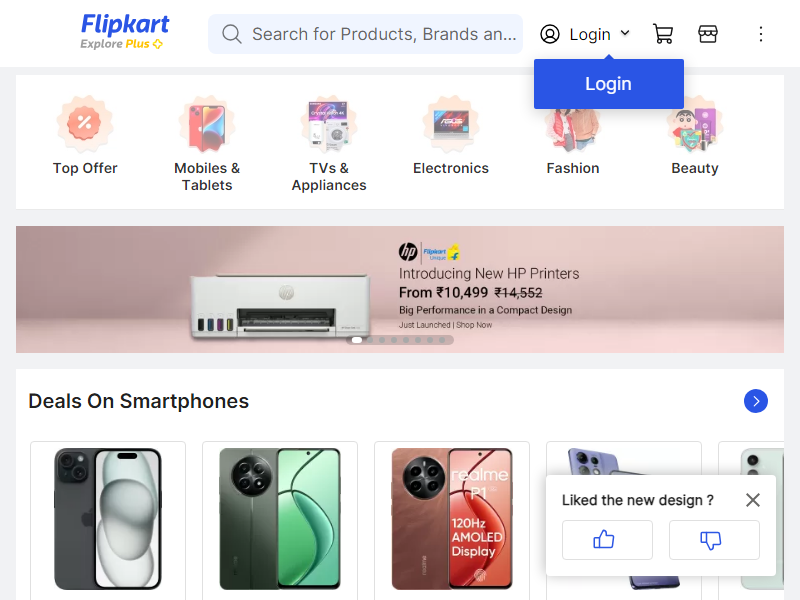 Flipkart
Explore Plus
Search for Products, Brands an...
Login
Login
Top Offer
Mobiles &
Tablets
TVs &
Appliances
Electronics
Fashion
Beauty
hp
Flipkart
Unique
Introducing New HP Printers
From ₹10,499 ₹14,552
Big Performance in a Compact Design
Just Launched | Shop Now
Deals On Smartphones
realme
P1
120Hz
AMOLED
Display
Liked the new design ?